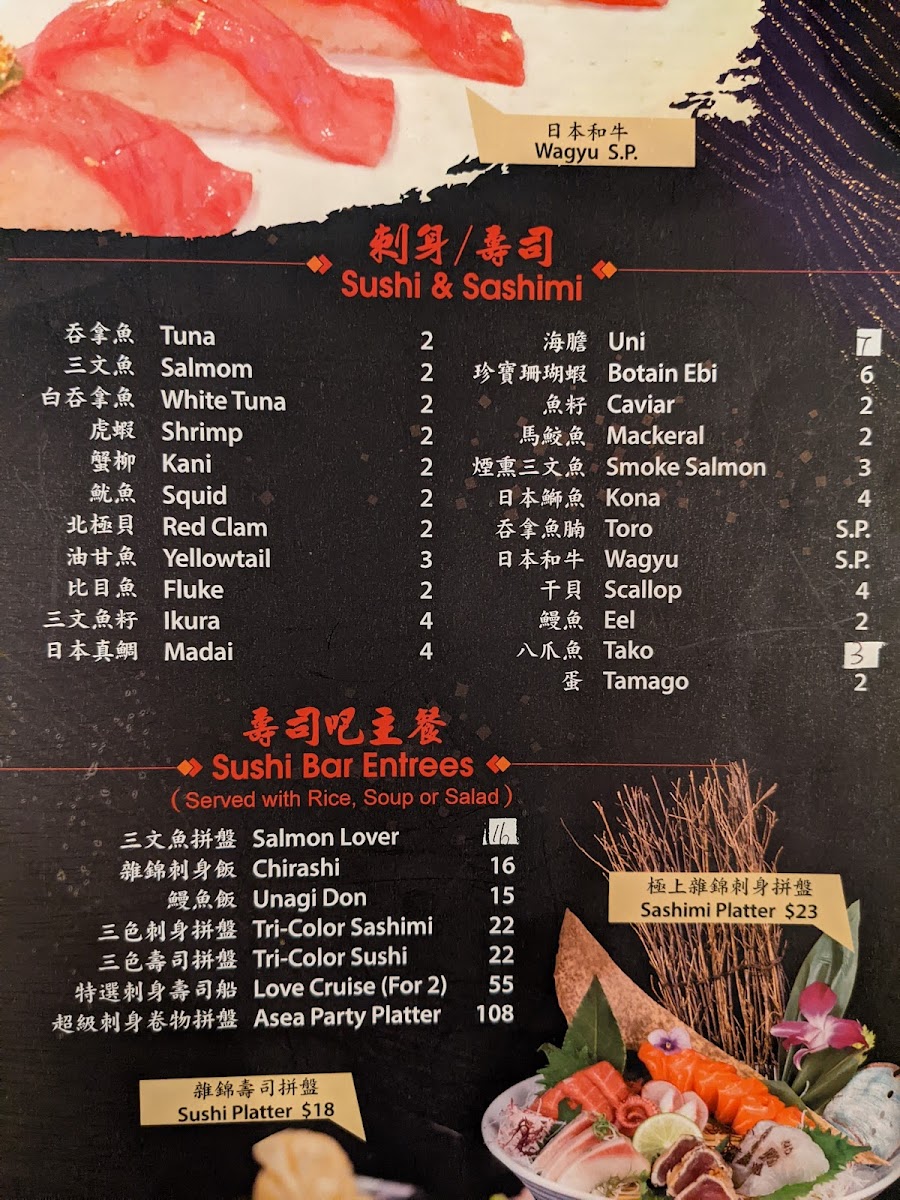 日本和牛
Wagyu S.P.
刺身/壽司
Sushi & Sashimi
吞拿魚 Tuna 2
三文魚 Salmom 2
白吞拿魚 White Tuna 2
虎蝦 Shrimp 2
蟹柳 Kani 2
魷魚 Squid 2
北極貝 Red Clam 2
油甘魚 Yellowtail 3
比目魚 Fluke 2
三文魚籽 Ikura 4
日本真鯛 Madai 4
海膽 Uni 7
珍寶珊瑚蝦 Botain Ebi 6
魚籽 Caviar 2
馬鮫魚 Mackeral 2
煙熏三文魚 Smoke Salmon 3
日本鰤魚 Kona 4
吞拿魚腩 Toro S.P.
日本和牛 Wagyu S.P.
干貝 Scallop 4
鰻魚 Eel 2
八爪魚 Tako 3
蛋 Tamago 2
壽司吧主餐
Sushi Bar Entrees
(Served with Rice, Soup or Salad)
三文魚拼盤 Salmon Lover 16
雜錦刺身飯 Chirashi 16
鰻魚飯 Unagi Don 15
三色刺身拼盤 Tri-Color Sashimi 22
三色壽司拼盤 Tri-Color Sushi 22
特選刺身壽司船 Love Cruise (For 2) 55
超級刺身卷物拼盤 Asea Party Platter 108
極上雜錦刺身拼盤
Sashimi Platter $23
雜錦壽司拼盤
Sushi Platter $18